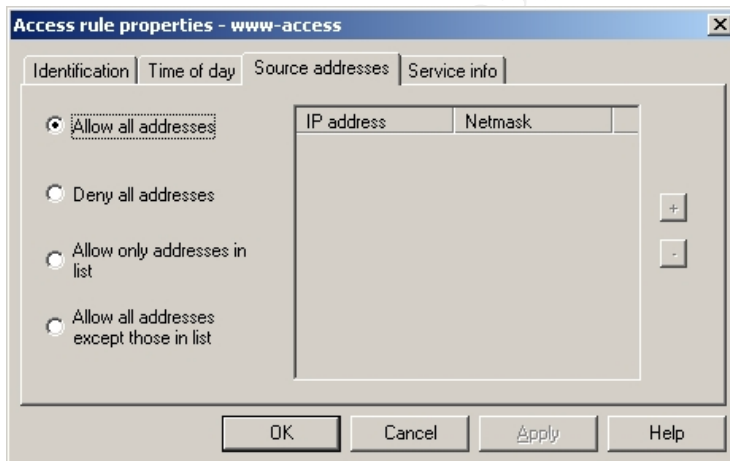 Access rule properties - www-access
Identification
Time of day
Source addresses
Service info
Allow all addresses
IP address
Netmask
Deny all addresses
+
Allow only addresses in
list
-
Allow all addresses
except those in list
OK
Cancel
Apply
Help